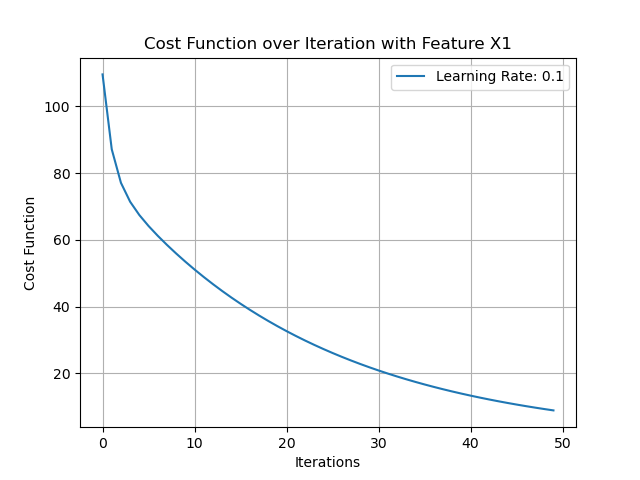 Cost Function over Iteration with Feature X1
Learning Rate: 0.1
Cost Function
100
80
60
40
20
0 10 20 30 40 50
Iterations